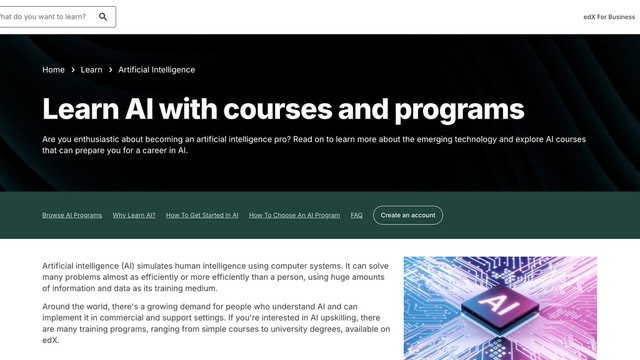 What do you want to learn?
edX For Business
Home > Learn > Artificial Intelligence
Learn AI with courses and programs
Are you enthusiastic about becoming an artificial intelligence pro? Read on to learn more about the emerging technology and explore AI courses
that can prepare you for a career in AI.
Browse AI Programs Why Learn AI? How To Get Started In AI How To Choose An AI Program FAQ Create an account
Artificial intelligence (AI) simulates human intelligence using computer systems. It can solve
many problems almost as efficiently or more efficiently than a person, using huge amounts
of information and data as its training medium.
Around the world, there's a growing demand for people who understand AI and can
implement it in commercial and support settings. If you're interested in AI upskilling, there
are many training programs, ranging from simple courses to university degrees, available on
edX.
AI